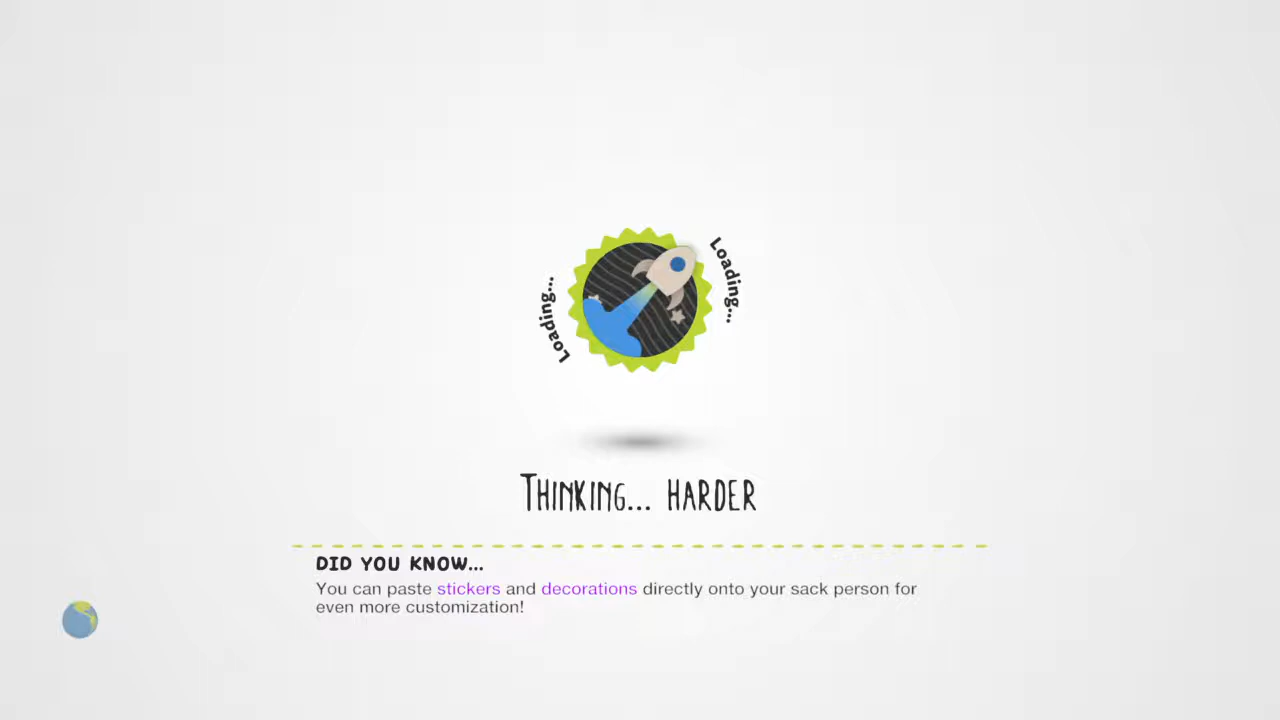 Loading...
Loading...
THINKING... HARDER
DID YOU KNOW...
You can paste stickers and decorations directly onto your sack person for
even more customization!